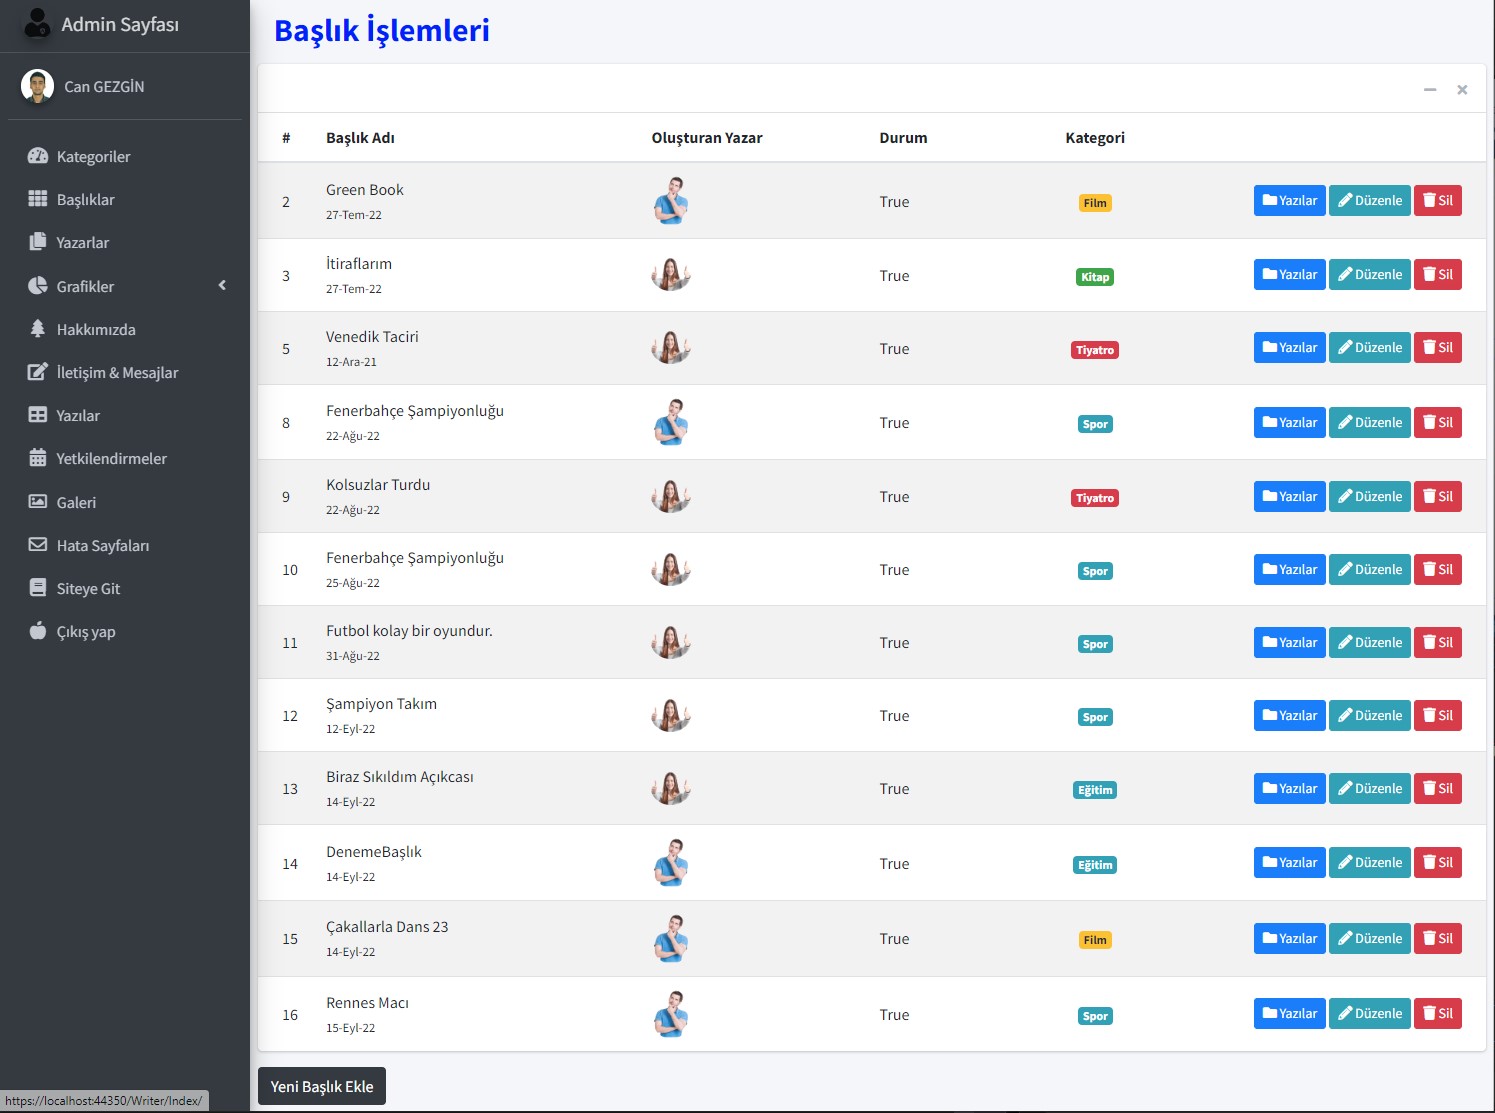 Admin Sayfası
Can GEZGİN
Kategoriler
Başlıklar
Yazarlar
Grafikler
Hakkımızda
İletişim & Mesajlar
Yazılar
Yetkilendirmeler
Galeri
Hata Sayfaları
Siteye Git
Çıkış yap
Başlık İşlemleri
# Başlık Adı Oluşturan Yazar Durum Kategori
2 Green Book True Film Yazılar Düzenle Sil
27-Tem-22
3 İtiraflarım True Kitap Yazılar Düzenle Sil
27-Tem-22
5 Venedik Taciri True Tiyatro Yazılar Düzenle Sil
12-Ara-21
8 Fenerbahçe Şampiyonluğu True Spor Yazılar Düzenle Sil
22-Ağu-22
9 Kolsuzlar Turdu True Tiyatro Yazılar Düzenle Sil
22-Ağu-22
10 Fenerbahçe Şampiyonluğu True Spor Yazılar Düzenle Sil
25-Ağu-22
11 Futbol kolay bir oyundur. True Spor Yazılar Düzenle Sil
31-Ağu-22
12 Şampiyon Takım True Spor Yazılar Düzenle Sil
12-Eyl-22
13 Biraz Sıkıldım Açıkcası True Eğitim Yazılar Düzenle Sil
14-Eyl-22
14 DenemeBaşlık True Eğitim Yazılar Düzenle Sil
14-Eyl-22
15 Çakallarla Dans 23 True Film Yazılar Düzenle Sil
14-Eyl-22
16 Rennes Macı True Spor Yazılar Düzenle Sil
15-Eyl-22
Yeni Başlık Ekle
https://localhost:44350/Writer/Index/